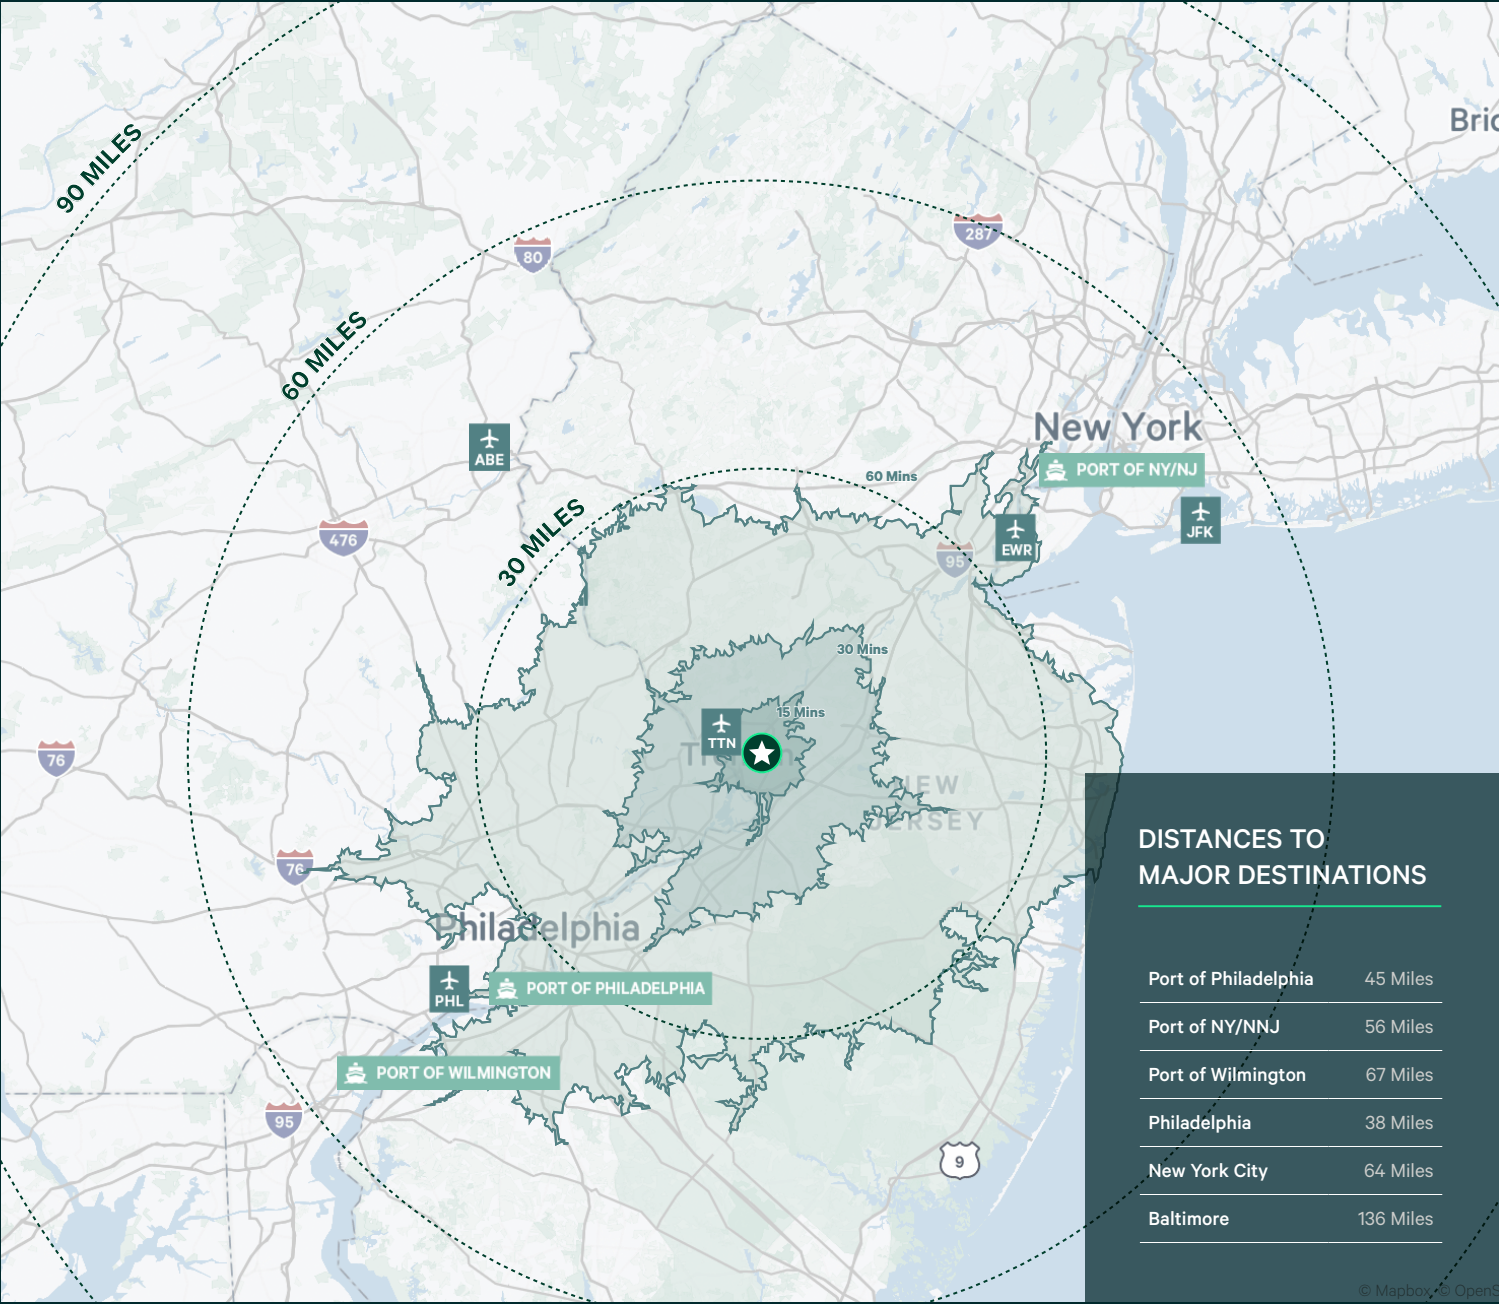 90 MILES
Bridg
287
80
60 MILES
New York
ABE
PORT OF NY/NJ
60 Mins
30 MILES
JFK
476
EWR
95
30 Mins
15 Mins
TTN
76
NEW
JERSEY
DISTANCES TO
MAJOR DESTINATIONS
76
Philadelphia
PHL
PORT OF PHILADELPHIA
Port of Philadelphia 45 Miles
Port of NY/NNJ 56 Miles
PORT OF WILMINGTON
Port of Wilmington 67 Miles
95
Philadelphia 38 Miles
9
New York City 64 Miles
Baltimore 136 Miles
© Mapbox, © OpenS